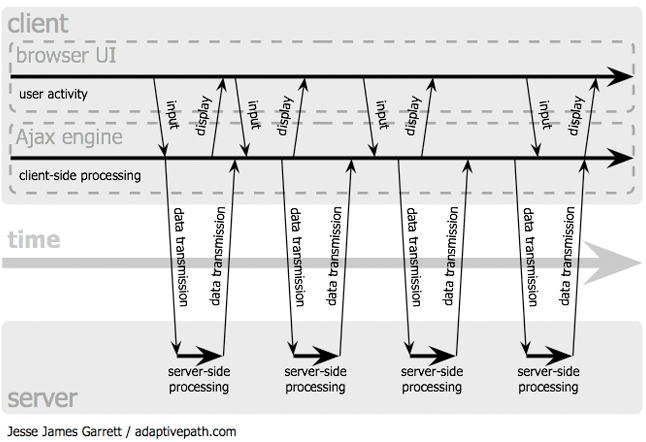 client
browser UI
user activity
input
display
input
display
input
display
input
display
Ajax engine
client-side processing
time
data transmission
data transmission
data transmission
data transmission
data transmission
data transmission
data transmission
data transmission
server-side
processing
server-side
processing
server-side
processing
server-side
processing
server
Jesse James Garrett / adaptivepath.com